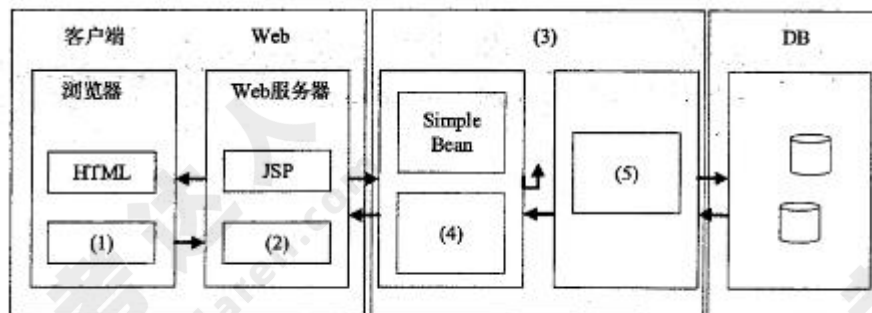 客户端 Web (3) DB
浏览器 Web服务器
Simple
Bean
HTML JSP (5)
(1) (2) (4)